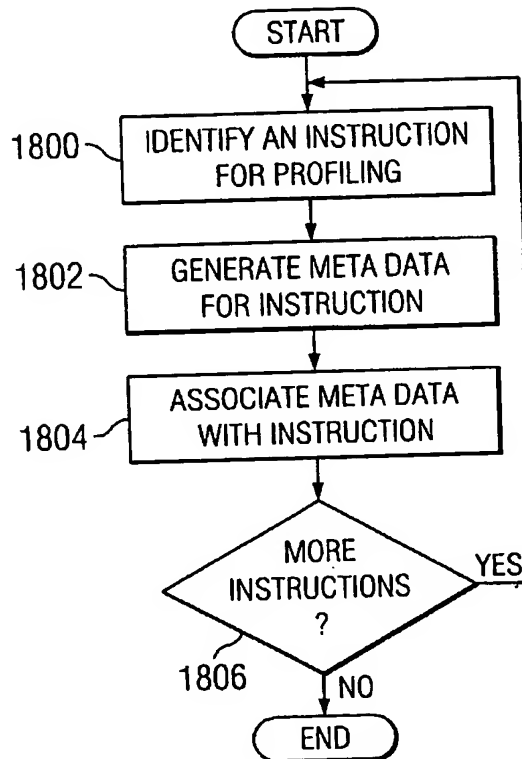 START
1800
IDENTIFY AN INSTRUCTION
FOR PROFILING
1802
GENERATE META DATA
FOR INSTRUCTION
1804
ASSOCIATE META DATA
WITH INSTRUCTION
MORE
INSTRUCTIONS
?
YES
1806
NO
END